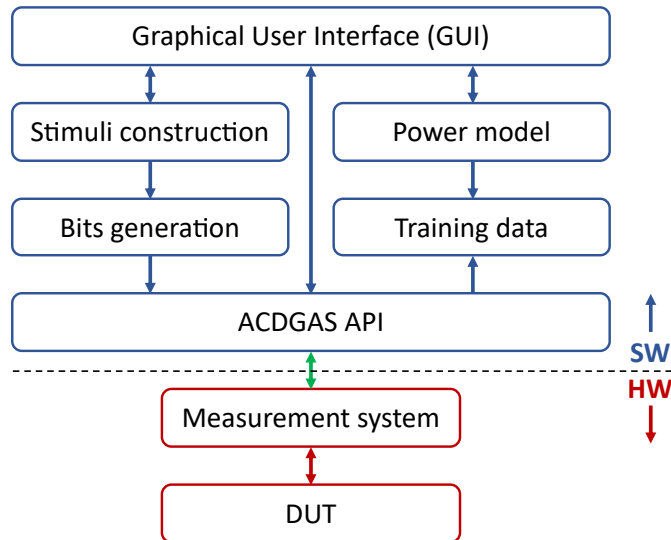 Graphical User Interface (GUI)
Stimuli construction
Power model
Bits generation
Training data
ACDGAS API
SW
HW
Measurement system
DUT